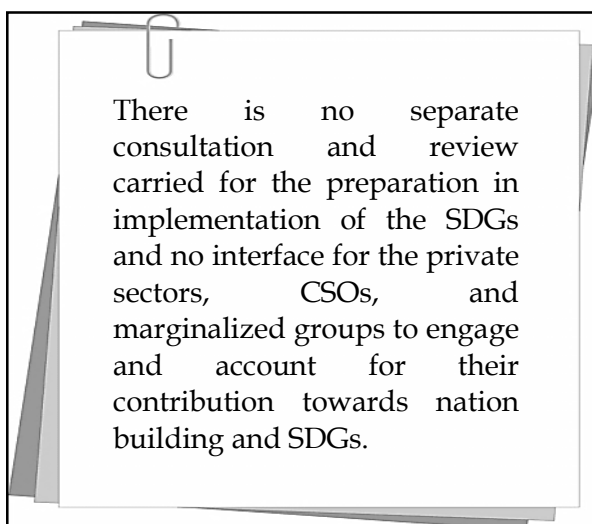 There is no separate
consultation and review
carried for the preparation in
implementation of the SDGs
and no interface for the private
sectors, CSOs, and
marginalized groups to engage
and account for their
contribution towards nation
building and SDGs.